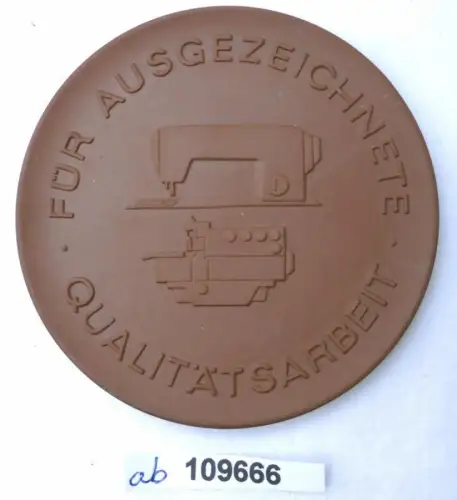 · FÜR AUSGEZEICHNETE ·
QUALITÄTSARBEIT
ab 109666